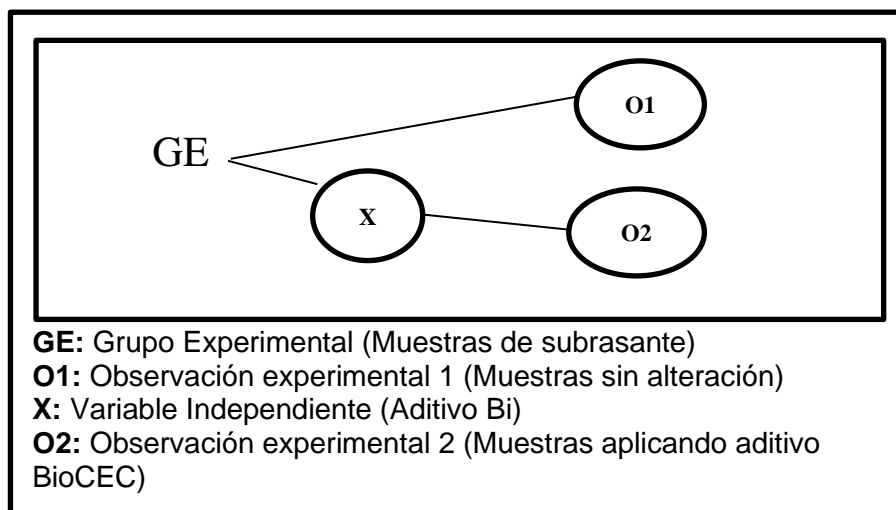 O1
GE
X
O2
GE: Grupo Experimental (Muestras de subrasante)
O1: Observación experimental 1 (Muestras sin alteración)
X: Variable Independiente (Aditivo Bi)
O2: Observación experimental 2 (Muestras aplicando aditivo
BioCEC)